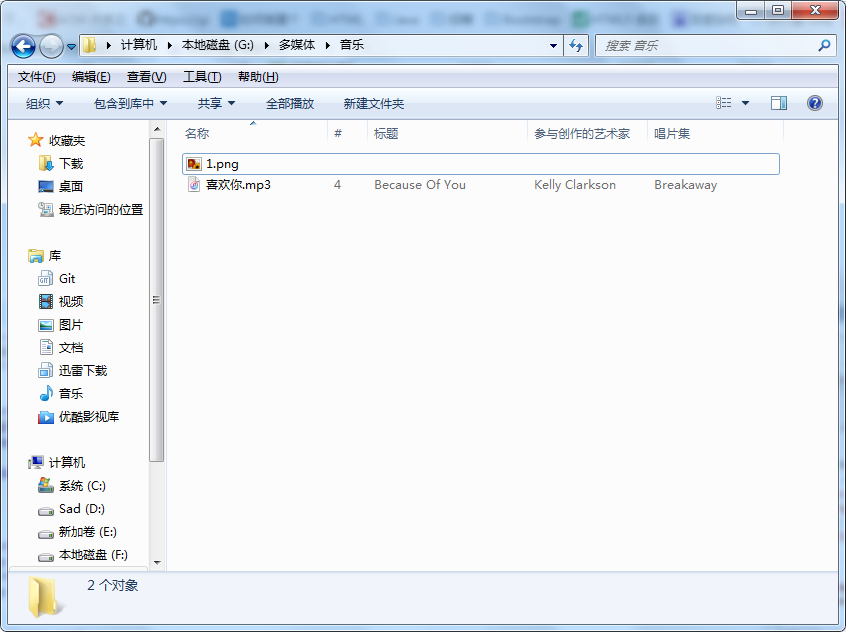 计算机 本地磁盘 (G:) 多媒体 音乐 搜索 音乐
文件(F) 编辑(E) 查看(V) 工具(T) 帮助(H)
组织 包含到库中 共享 全部播放 新建文件夹
名称 # 标题 参与创作的艺术家 唱片集
1.png
喜欢你.mp3 4 Because Of You Kelly Clarkson Breakaway
收藏夹
下载
桌面
最近访问的位置
库
Git
视频
图片
文档
迅雷下载
音乐
优酷影视库
计算机
系统 (C:)
Sad (D:)
新加卷 (E:)
本地磁盘 (F:)
2 个对象